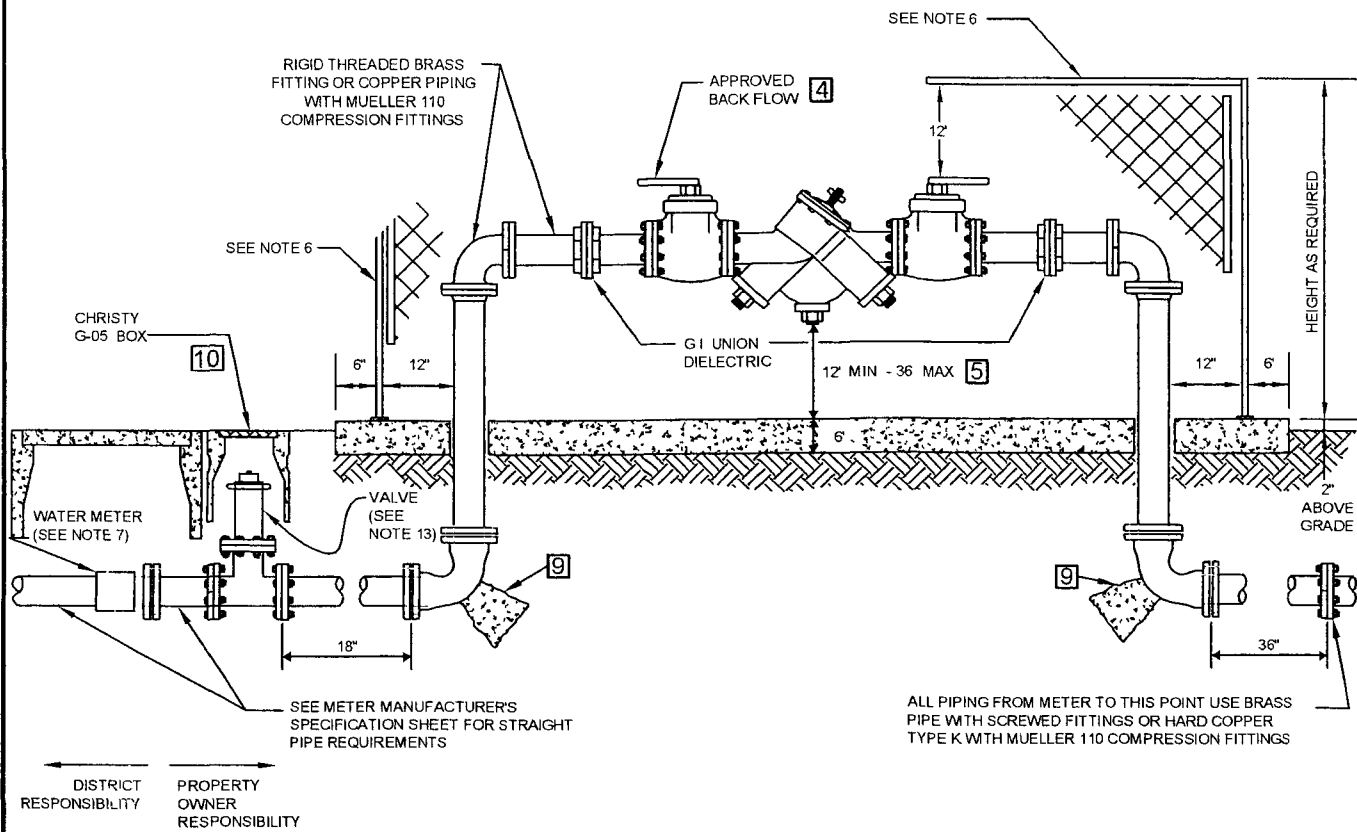 SEE NOTE 6
RIGID THREADED BRASS
FITTING OR COPPER PIPING
WITH MUELLER 110
COMPRESSION FITTINGS
APPROVED
BACK FLOW
4
12'
SEE NOTE 6
HEIGHT AS REQUIRED
CHRISTY
G-05 BOX
10
6"
12"
G I UNION
DIELECTRIC
12' MIN - 36 MAX
5
12"
6'
6'
2"
ABOVE
GRADE
WATER METER
(SEE NOTE 7)
VALVE
(SEE
NOTE 13)
9
9
18"
36"
SEE METER MANUFACTURER'S
SPECIFICATION SHEET FOR STRAIGHT
PIPE REQUIREMENTS
ALL PIPING FROM METER TO THIS POINT USE BRASS
PIPE WITH SCREWED FITTINGS OR HARD COPPER
TYPE K WITH MUELLER 110 COMPRESSION FITTINGS
DISTRICT
RESPONSIBILITY
PROPERTY
OWNER
RESPONSIBILITY